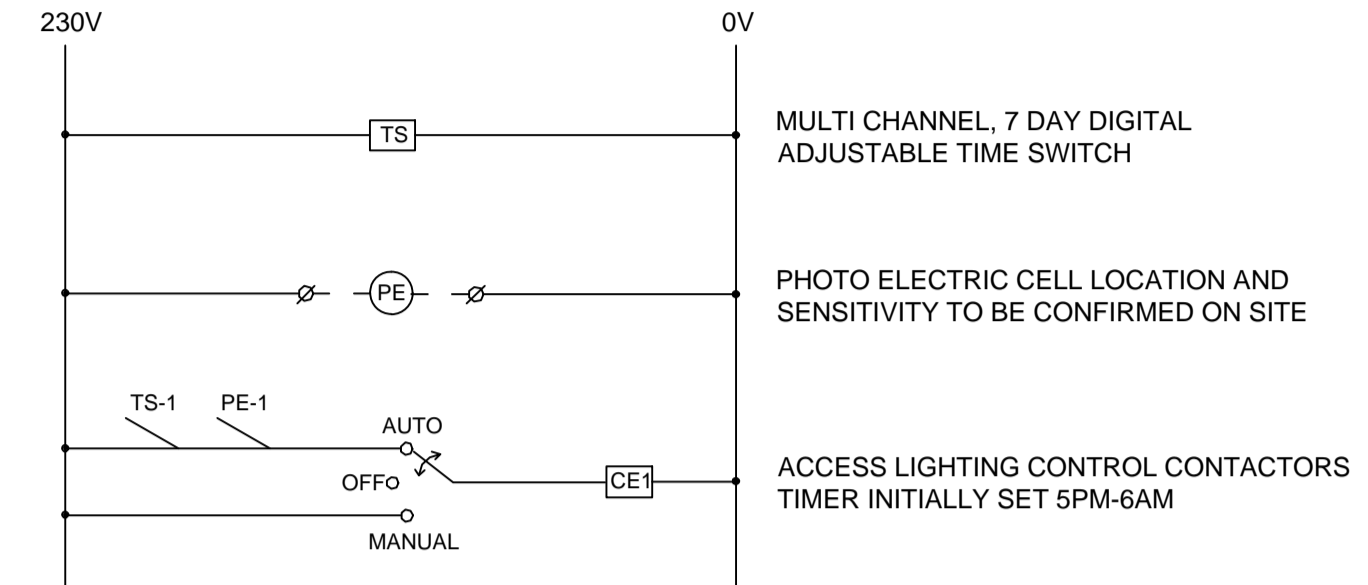 230V
0V
TS
MULTI CHANNEL, 7 DAY DIGITAL
ADJUSTABLE TIME SWITCH
PE
PHOTO ELECTRIC CELL LOCATION AND
SENSITIVITY TO BE CONFIRMED ON SITE
TS-1
PE-1
AUTO
OFF
MANUAL
CE1
ACCESS LIGHTING CONTROL CONTACTORS
TIMER INITIALLY SET 5PM-6AM